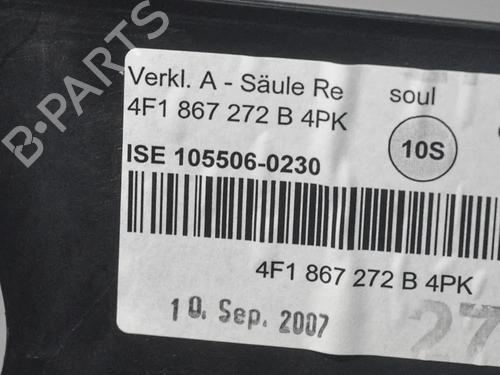 B-PARTS
Verkl. A - Säule Re
soul
4F1 867 272 B 4PK
10S
ISE 105506-0230
4F1 867 272 B 4PK
10. Sep. 2007
27